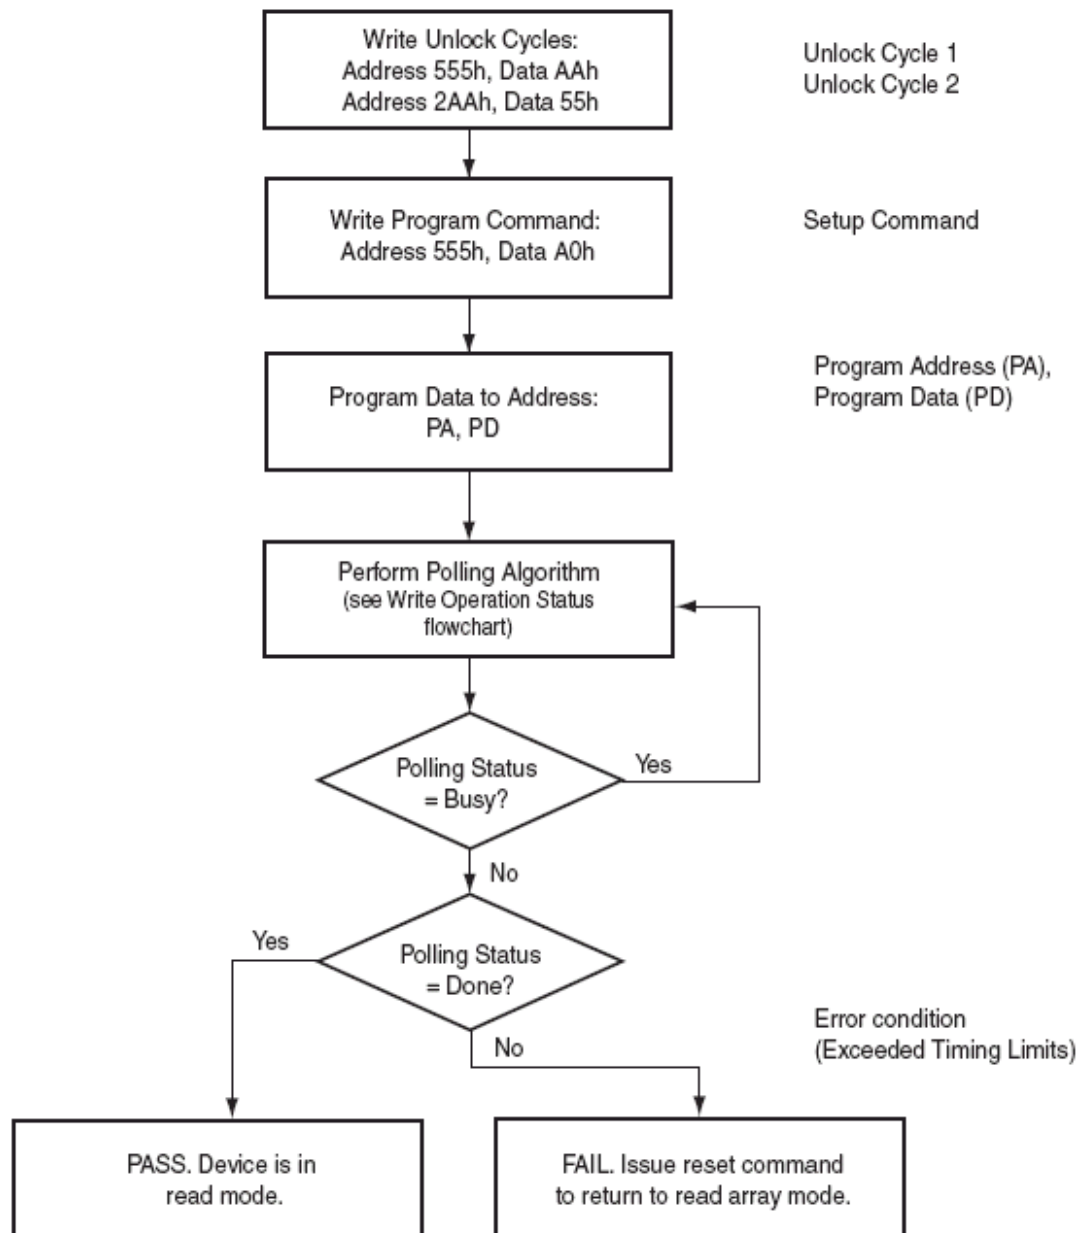 Write Unlock Cycles:
Address 555h, Data AAh
Address 2AAh, Data 55h
Unlock Cycle 1
Unlock Cycle 2
Write Program Command:
Address 555h, Data A0h
Setup Command
Program Data to Address:
PA, PD
Program Address (PA),
Program Data (PD)
Perform Polling Algorithm
(see Write Operation Status
flowchart)
Polling Status
= Busy?
Yes
No
Polling Status
= Done?
Yes
No
Error condition
(Exceeded Timing Limits)
PASS. Device is in
read mode.
FAIL. Issue reset command
to return to read array mode.